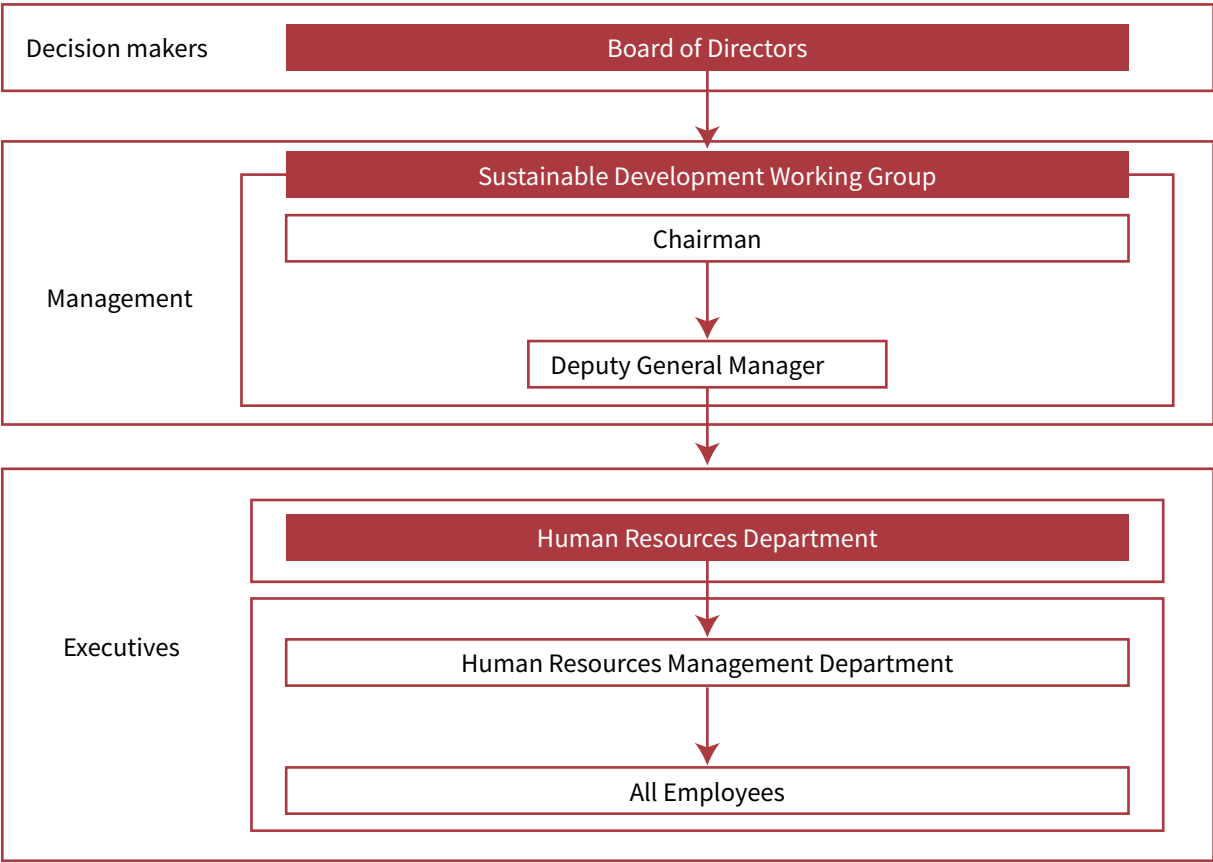 Decision makers
Board of Directors
Sustainable Development Working Group
Chairman
Management
Deputy General Manager
Human Resources Department
Executives
Human Resources Management Department
All Employees